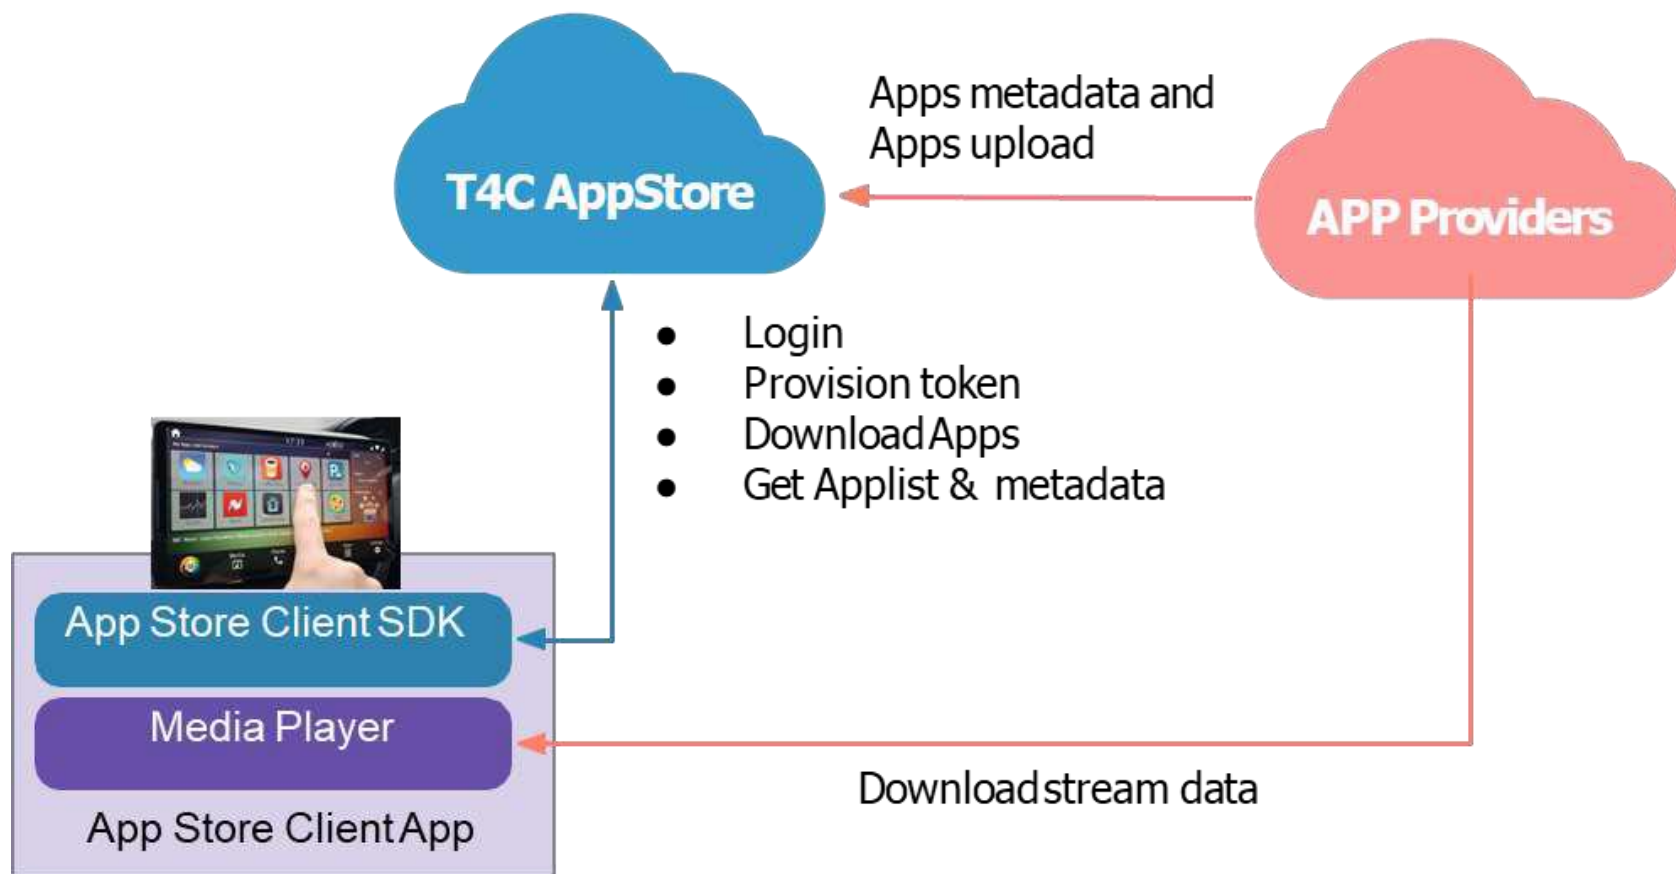 Apps metadata and
Apps upload
T4C AppStore
APP Providers
● Login
● Provision token
● Download Apps
● Get Applist & metadata
App Store Client SDK
Media Player
Download stream data
App Store Client App